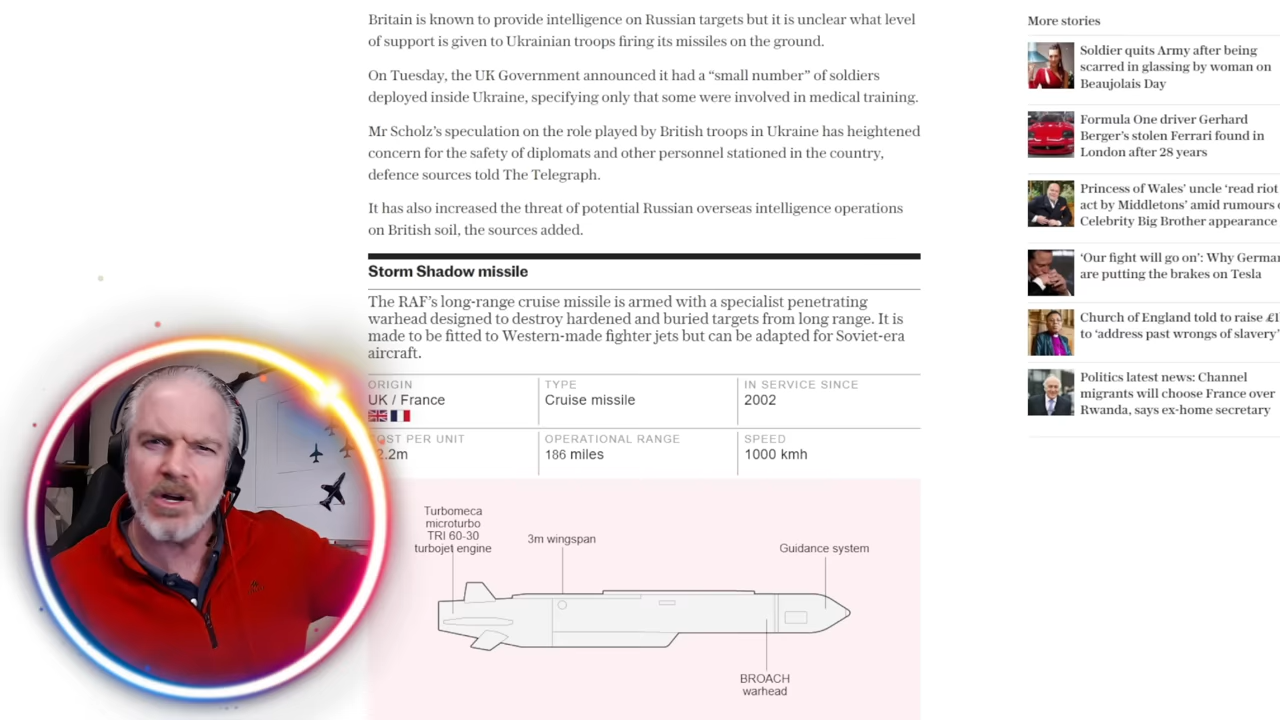 Britain is known to provide intelligence on Russian targets but it is unclear what level
of support is given to Ukrainian troops firing its missiles on the ground.
On Tuesday, the UK Government announced it had a “small number” of soldiers
deployed inside Ukraine, specifying only that some were involved in medical training.
Mr Scholz’s speculation on the role played by British troops in Ukraine has heightened
concern for the safety of diplomats and other personnel stationed in the country,
defence sources told The Telegraph.
It has also increased the threat of potential Russian overseas intelligence operations
on British soil, the sources added.
Storm Shadow missile
The RAF’s long-range cruise missile is armed with a specialist penetrating
warhead designed to destroy hardened and buried targets from long range. It is
made to be fitted to Western-made fighter jets but can be adapted for Soviet-era
aircraft.
ORIGIN
UK / France
TYPE
Cruise missile
IN SERVICE SINCE
2002
OST PER UNIT
2.2m
OPERATIONAL RANGE
186 miles
SPEED
1000 kmh
Turbomeca
microturbo
TRI 60-30
turbojet engine
3m wingspan
Guidance system
BROACH
warhead
More stories
Soldier quits Army after being
scarred in glassing by woman on
Beaujolais Day
Formula One driver Gerhard
Berger’s stolen Ferrari found in
London after 28 years
Princess of Wales’ uncle ‘read riot
act by Middletons’ amid rumours
Celebrity Big Brother appearance
‘Our fight will go on’: Why German
are putting the brakes on Tesla
Church of England told to raise £1
to ‘address past wrongs of slavery’
Politics latest news: Channel
migrants will choose France over
Rwanda, says ex-home secretary